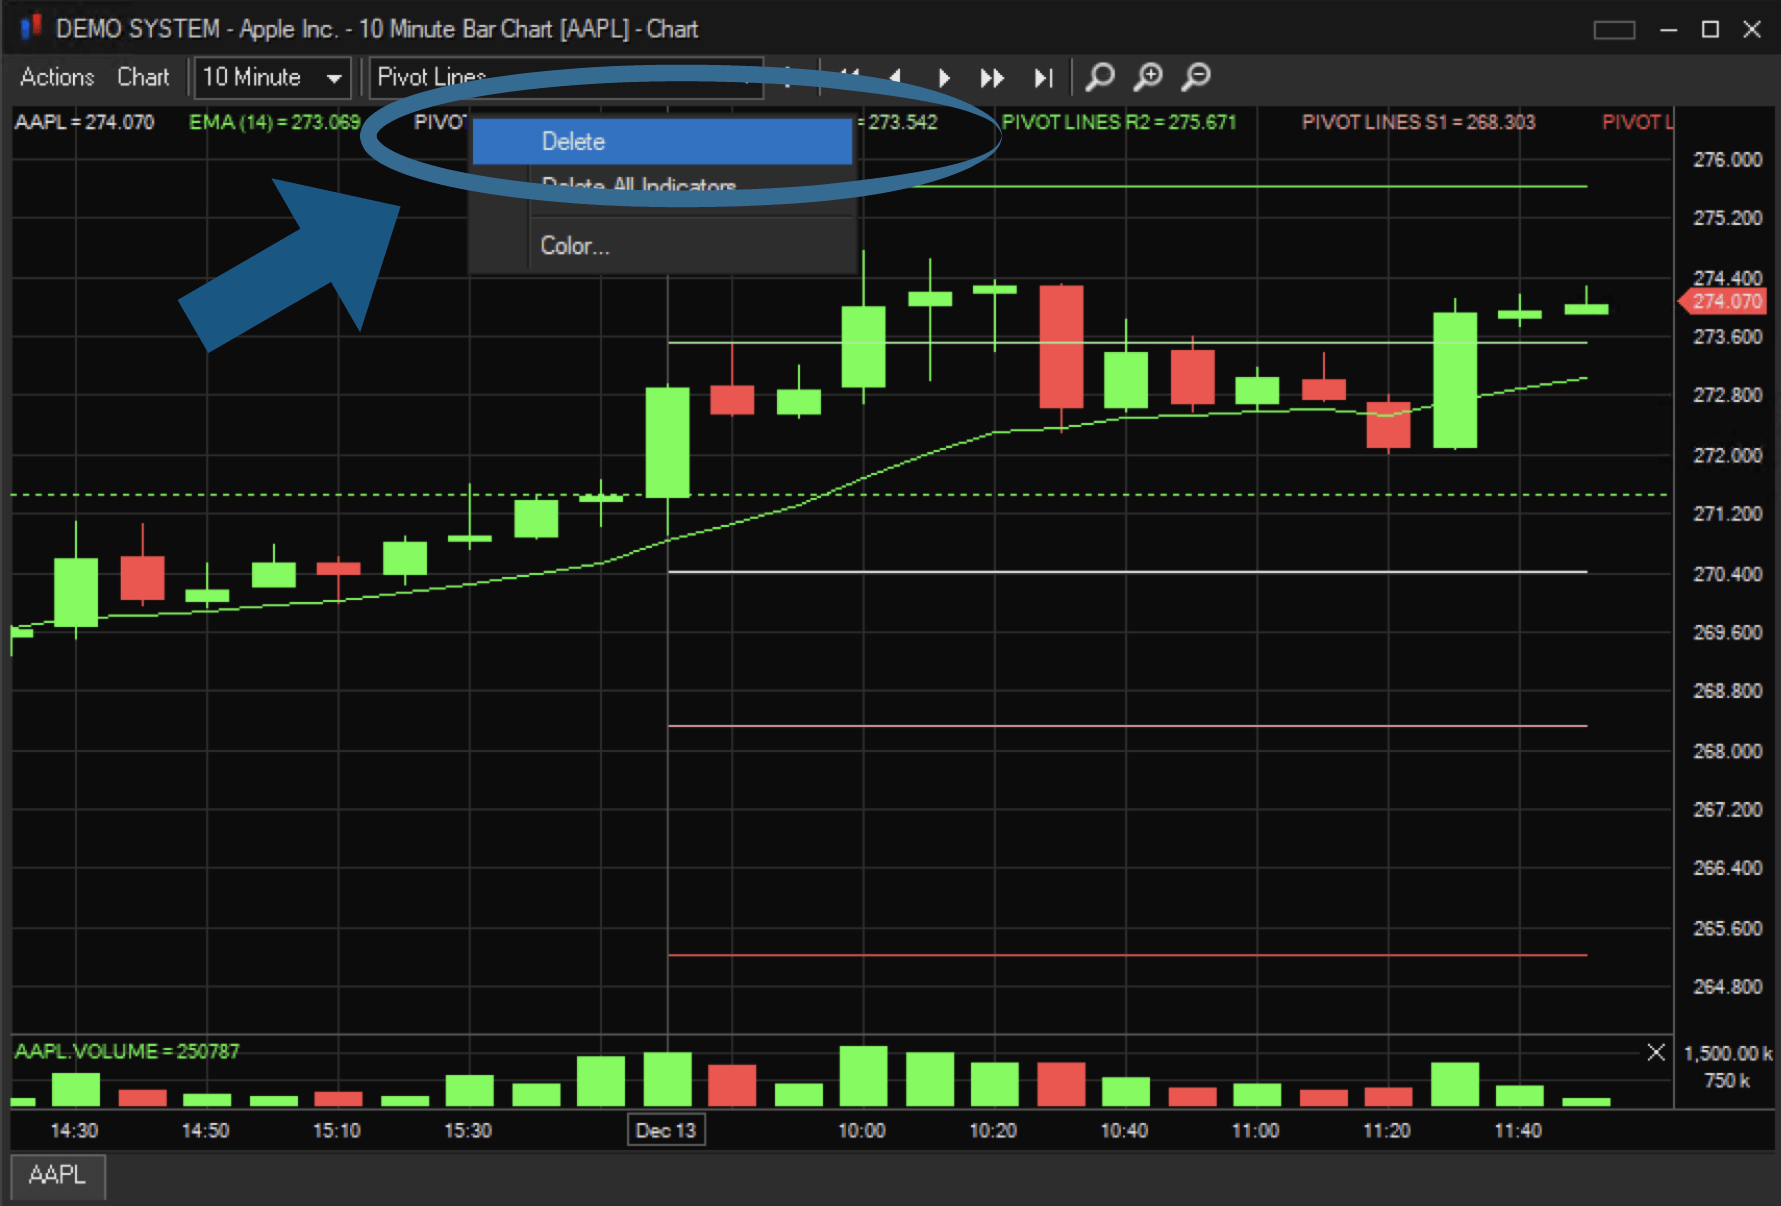 DEMO SYSTEM - Apple Inc. - 10 Minute Bar Chart [AAPL] - Chart
Actions Chart 10 Minute Pivot Lines
AAPL = 274.070 EMA (14) = 273.069 PIVOT = 273.542 PIVOT LINES R2 = 275.671 PIVOT LINES S1 = 268.303 PIVOT L
Delete
Delete All Indicators
Color...
276.000
275.200
274.400
274.070
273.600
272.800
272.000
271.200
270.400
269.600
268.800
268.000
267.200
266.400
265.600
264.800
AAPL.VOLUME = 250787
1,500.00 k
750 k
14:30 14:50 15:10 15:30 Dec 13 10:00 10:20 10:40 11:00 11:20 11:40
AAPL